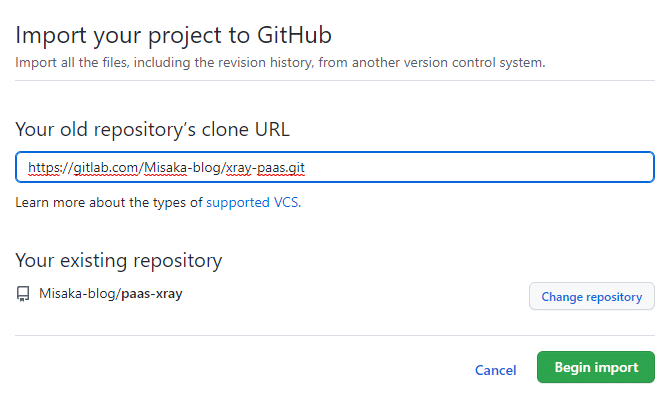 Import your project to GitHub
Import all the files, including the revision history, from another version control system.
Your old repository's clone URL
https://gitlab.com/Misaka-blog/xray-paas.git
Learn more about the types of supported VCS.
Your existing repository
Misaka-blog/paas-xray
Change repository
Cancel
Begin import